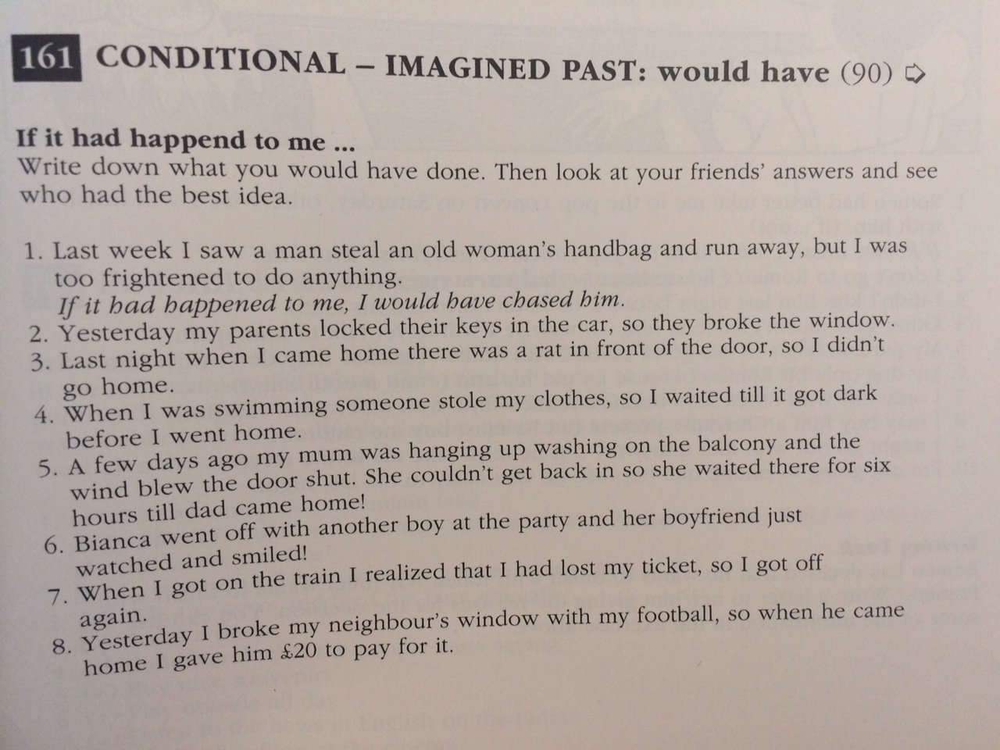 161 CONDITIONAL – IMAGINED PAST: would have (90) ⇨
If it had happend to me ...
Write down what you would have done. Then look at your friends' answers and see
who had the best idea.
1. Last week I saw a man steal an old woman's handbag and run away, but I was
too frightened to do anything.
If it had happened to me, I would have chased him.
2. Yesterday my parents locked their keys in the car, so they broke the window.
3. Last night when I came home there was a rat in front of the door, so I didn't
go home.
4. When I was swimming someone stole my clothes, so I waited till it got dark
before I went home.
5. A few days ago my mum was hanging up washing on the balcony and the
wind blew the door shut. She couldn't get back in so she waited there for six
hours till dad came home!
6. Bianca went off with another boy at the party and her boyfriend just
watched and smiled!
7. When I got on the train I realized that I had lost my ticket, so I got off
again.
8. Yesterday I broke my neighbour's window with my football, so when he came
home I gave him £20 to pay for it.